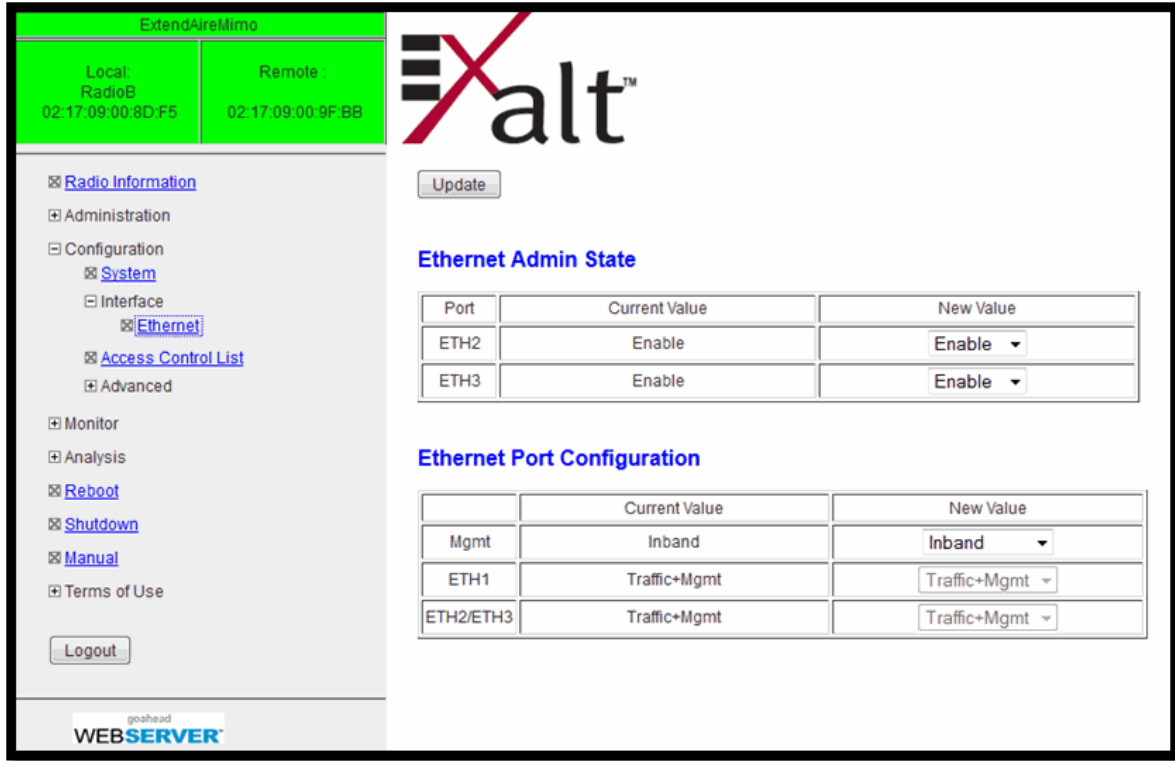 ExtendAireMimo
Local:
RadioB
02:17:09:00:8D:F5
Remote :
02:17:09:00:9F:BB
Exalt™
Radio Information
Administration
Configuration
System
Interface
Ethernet
Access Control List
Advanced
Monitor
Analysis
Reboot
Shutdown
Manual
Terms of Use
Logout
goahead
WEBSERVER™
Update
Ethernet Admin State
Port Current Value New Value
ETH2 Enable Enable
ETH3 Enable Enable
Ethernet Port Configuration
Current Value New Value
Mgmt Inband Inband
ETH1 Traffic+Mgmt Traffic+Mgmt
ETH2/ETH3 Traffic+Mgmt Traffic+Mgmt